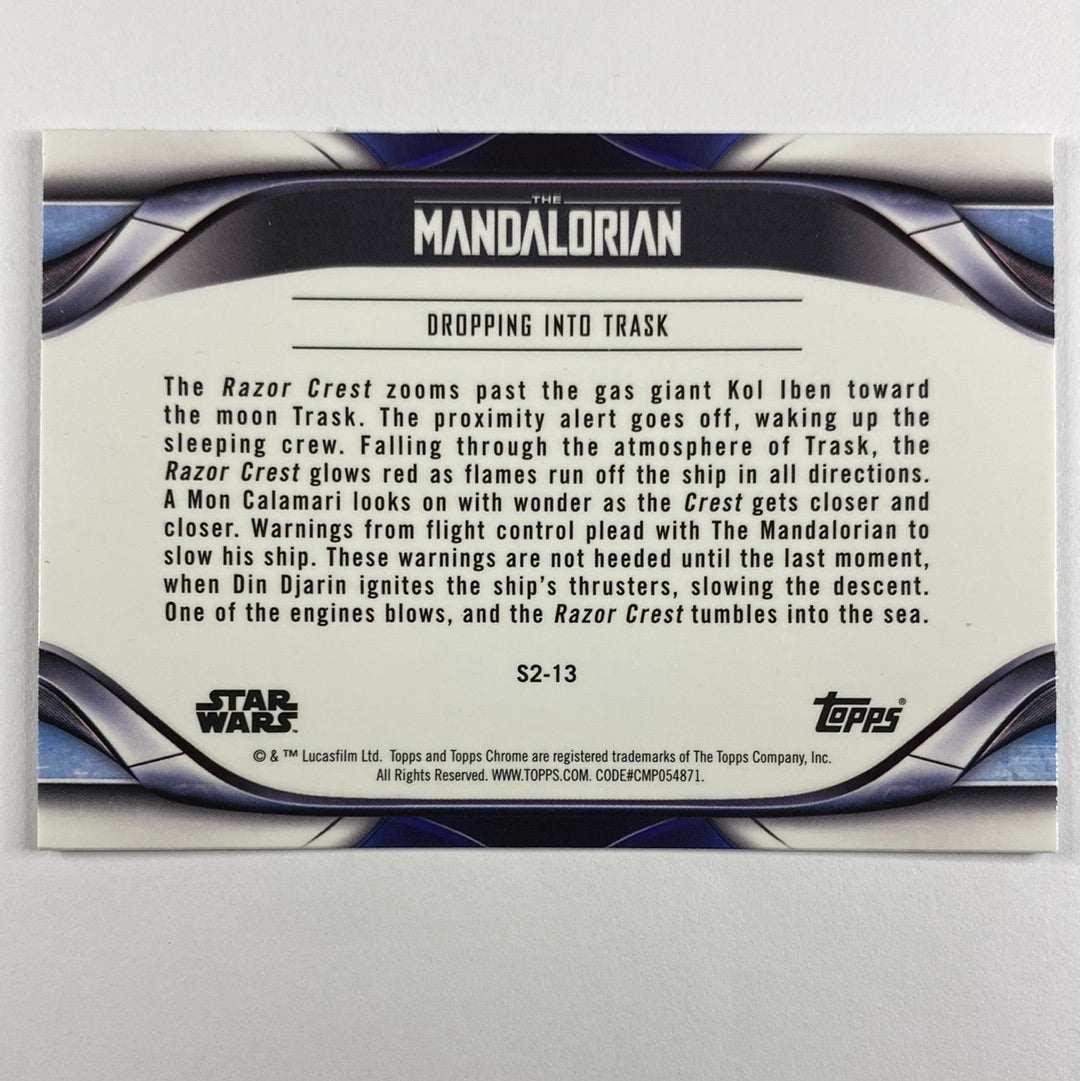 THE
MANDALORIAN
DROPPING INTO TRASK
The Razor Crest zooms past the gas giant Kol Iben toward
the moon Trask. The proximity alert goes off, waking up the
sleeping crew. Falling through the atmosphere of Trask, the
Razor Crest glows red as flames run off the ship in all directions.
A Mon Calamari looks on with wonder as the Crest gets closer and
closer. Warnings from flight control plead with The Mandalorian to
slow his ship. These warnings are not heeded until the last moment,
when Din Djarin ignites the ship's thrusters, slowing the descent.
One of the engines blows, and the Razor Crest tumbles into the sea.
S2-13
STAR
WARS™
Topps®
© & ™ Lucasfilm Ltd. Topps and Topps Chrome are registered trademarks of The Topps Company, Inc.
All Rights Reserved. WWW.TOPPS.COM. CODE#CMP054871.